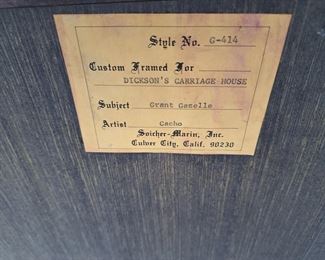 Style No. G-414
Custom Framed For
DICKSON'S CARRIAGE HOUSE
Subject Grant Gazelle
Artist Cacho
Soicher-Marin, Inc.
Culver City, Calif. 90230